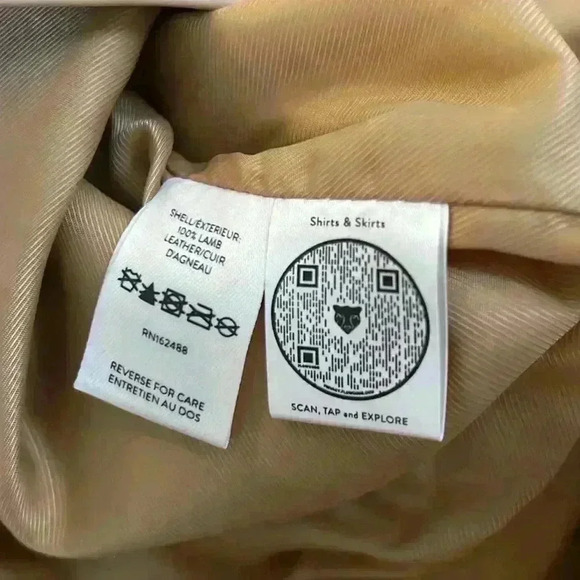 SHELL/EXTÉRIEUR:
100% LAMB
LEATHER/CUIR
D'AGNEAU
RN162488
REVERSE FOR CARE
ENTRETIEN AU DOS
Shirts & Skirts
SCAN, TAP and EXPLORE